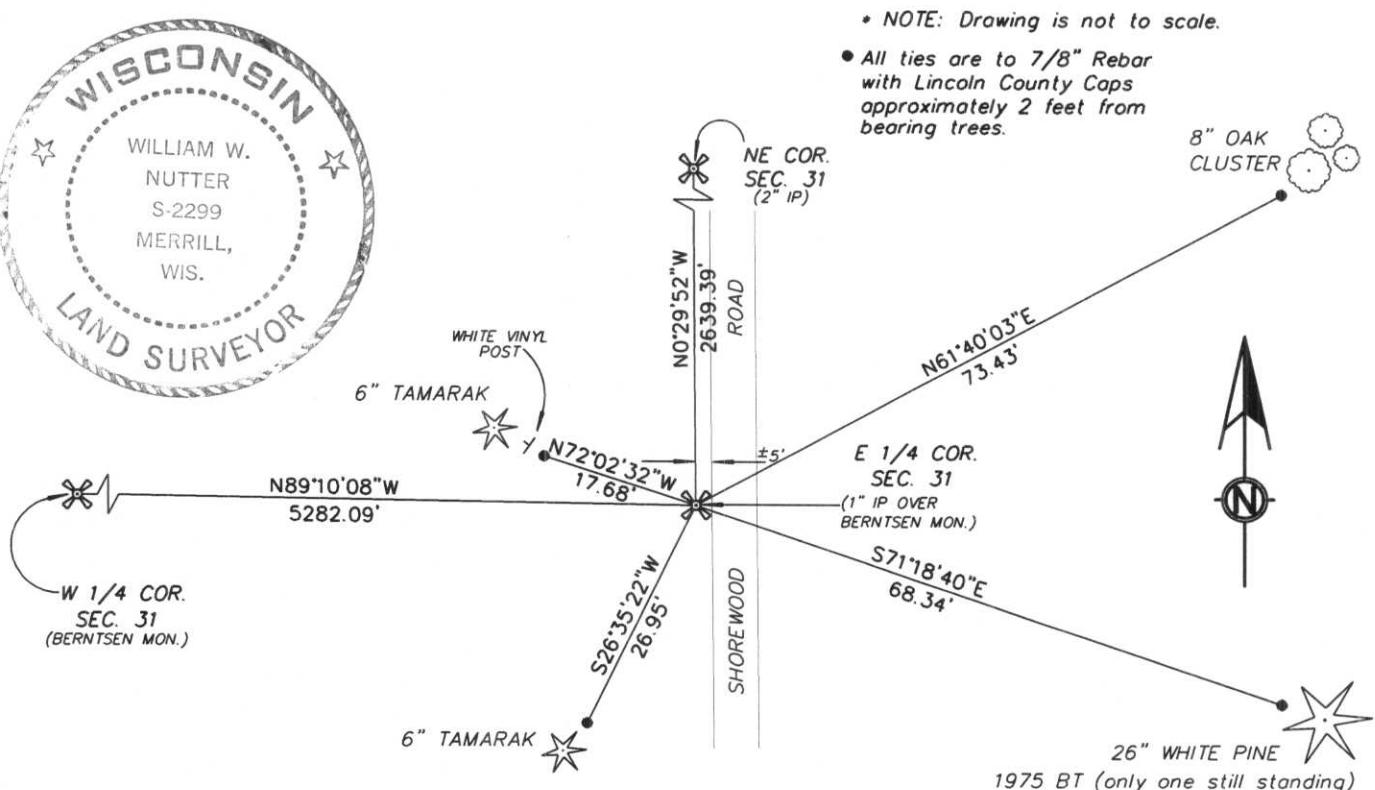 * NOTE: Drawing is not to scale.
● All ties are to 7/8" Rebar
with Lincoln County Caps
approximately 2 feet from
bearing trees.
WISCONSIN
WILLIAM W.
NUTTER
S-2299
MERRILL,
WIS.
LAND SURVEYOR
NE COR.
SEC. 31
(2" IP)
8" OAK
CLUSTER
N0°29'52"W
2639.39'
ROAD
N61°40'03"E
73.43'
WHITE VINYL
POST
6" TAMARAK
N72°02'32"W
17.68'
±5'
E 1/4 COR.
SEC. 31
(1" IP OVER
BERNTSEN MON.)
N
N89°10'08"W
5282.09'
W 1/4 COR.
SEC. 31
(BERNTSEN MON.)
S26°35'22"W
26.95'
SHOREWOOD
S71°18'40"E
68.34'
6" TAMARAK
26" WHITE PINE
1975 BT (only one still standing)